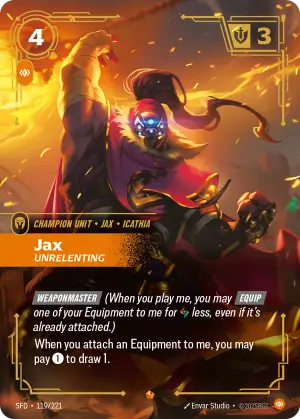 4
3
CHAMPION UNIT • JAX • ICATHIA
Jax
UNRELENTING
WEAPONMASTER (When you play me, you may EQUIP
one of your Equipment to me for less, even if it's
already attached.)
When you attach an Equipment to me, you may
pay 1 to draw 1.
SFD • 119/221
Envar Studio • ©2025RGI